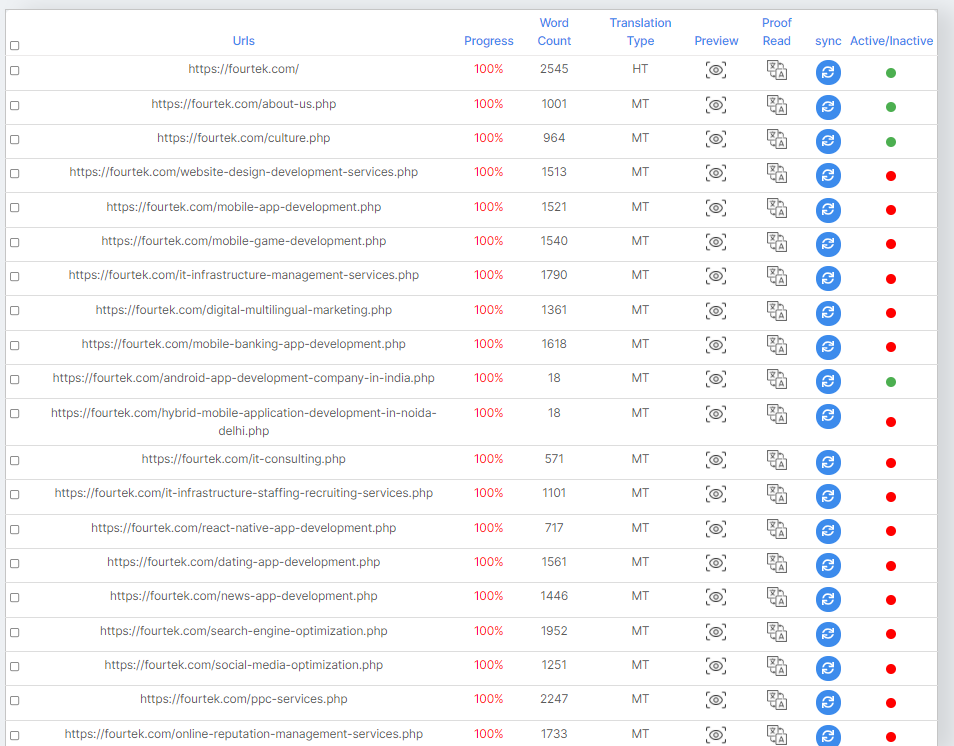 Urls Progress Word Count Translation Type Preview Proof Read sync Active/Inactive
https://fourtek.com/ 100% 2545 HT
https://fourtek.com/about-us.php 100% 1001 MT
https://fourtek.com/culture.php 100% 964 MT
https://fourtek.com/website-design-development-services.php 100% 1513 MT
https://fourtek.com/mobile-app-development.php 100% 1521 MT
https://fourtek.com/mobile-game-development.php 100% 1540 MT
https://fourtek.com/it-infrastructure-management-services.php 100% 1790 MT
https://fourtek.com/digital-multilingual-marketing.php 100% 1361 MT
https://fourtek.com/mobile-banking-app-development.php 100% 1618 MT
https://fourtek.com/android-app-development-company-in-india.php 100% 18 MT
https://fourtek.com/hybrid-mobile-application-development-in-noida- 100% 18 MT
delhi.php
https://fourtek.com/it-consulting.php 100% 571 MT
https://fourtek.com/it-infrastructure-staffing-recruiting-services.php 100% 1101 MT
https://fourtek.com/react-native-app-development.php 100% 717 MT
https://fourtek.com/dating-app-development.php 100% 1561 MT
https://fourtek.com/news-app-development.php 100% 1446 MT
https://fourtek.com/search-engine-optimization.php 100% 1952 MT
https://fourtek.com/social-media-optimization.php 100% 1251 MT
https://fourtek.com/ppc-services.php 100% 2247 MT
https://fourtek.com/online-reputation-management-services.php 100% 1733 MT